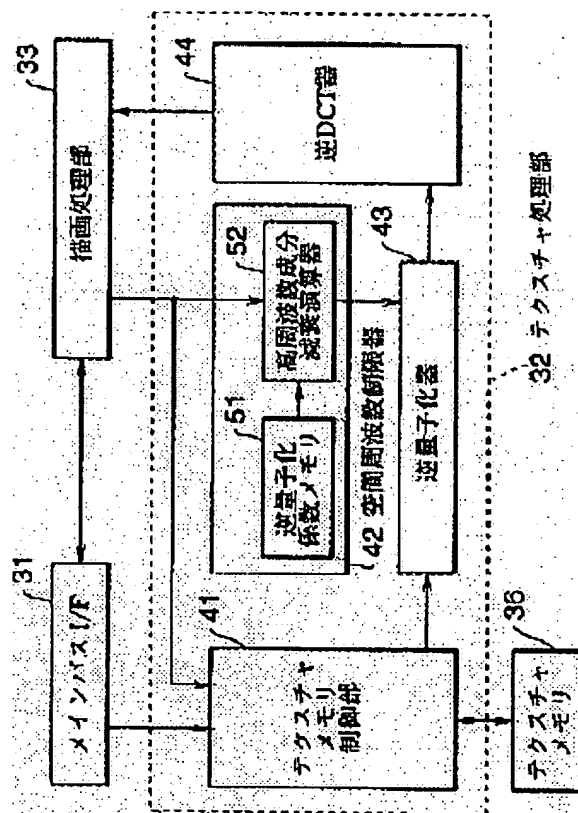 31
メインバスI/F
33
描画処理部
41
テクスチャ
メモリ
制御部
51
逆量子化
係数メモリ
52
高周波数成分
減衰演算器
42 空間周波数制限器
43
逆量子化器
44
逆DCT器
32 テクスチャ処理部
36
テクスチャ
メモリ